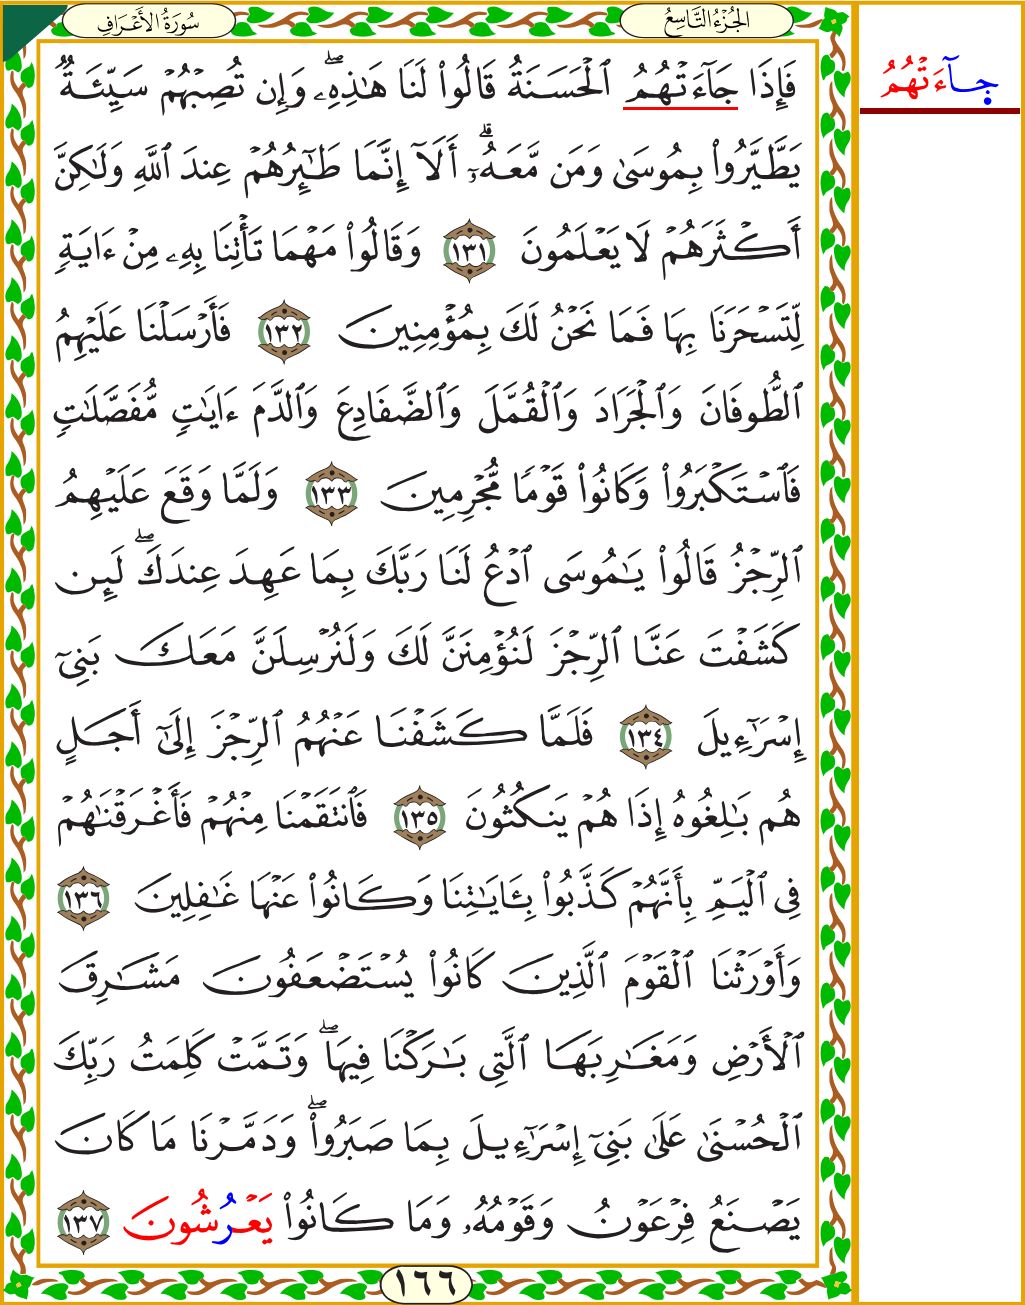 سُورَةُ الأَعْرَافِ
الجُزْءُ التَّاسِعُ
جَآءَتْهُمُ
فَإِذَا جَآءَتْهُمُ ٱلْحَسَنَةُ قَالُوا۟ لَنَا هَـٰذِهِۦ ۖ وَإِن تُصِبْهُمْ سَيِّئَةٌ
يَطَّيَّرُوا۟ بِمُوسَىٰ وَمَن مَّعَهُۥٓ ۗ أَلَآ إِنَّمَا طَـٰٓئِرُهُمْ عِندَ ٱللَّهِ وَلَـٰكِنَّ
أَكْثَرَهُمْ لَا يَعْلَمُونَ ١٣١ وَقَالُوا۟ مَهْمَا تَأْتِنَا بِهِۦ مِنْ ءَايَةٍ
لِّتَسْحَرَنَا بِهَا فَمَا نَحْنُ لَكَ بِمُؤْمِنِينَ ١٣٢ فَأَرْسَلْنَا عَلَيْهِمُ
ٱلطُّوفَانَ وَٱلْجَرَادَ وَٱلْقُمَّلَ وَٱلضَّفَادِعَ وَٱلدَّمَ ءَايَـٰتٍ مُّفَصَّلَـٰتٍ
فَٱسْتَكْبَرُوا۟ وَكَانُوا۟ قَوْمًا مُّجْرِمِينَ ١٣٣ وَلَمَّا وَقَعَ عَلَيْهِمُ
ٱلرِّجْزُ قَالُوا۟ يَـٰمُوسَى ٱدْعُ لَنَا رَبَّكَ بِمَا عَهِدَ عِندَكَ ۖ لَئِن
كَشَفْتَ عَنَّا ٱلرِّجْزَ لَنُؤْمِنَنَّ لَكَ وَلَنُرْسِلَنَّ مَعَكَ بَنِىٓ
إِسْرَٰٓءِيلَ ١٣٤ فَلَمَّا كَشَفْنَا عَنْهُمُ ٱلرِّجْزَ إِلَىٰٓ أَجَلٍ
هُم بَـٰلِغُوهُ إِذَا هُمْ يَنكُثُونَ ١٣٥ فَٱنتَقَمْنَا مِنْهُمْ فَأَغْرَقْنَـٰهُمْ
فِى ٱلْيَمِّ بِأَنَّهُمْ كَذَّبُوا۟ بِـَٔايَـٰتِنَا وَكَانُوا۟ عَنْهَا غَـٰفِلِينَ ١٣٦
وَأَوْرَثْنَا ٱلْقَوْمَ ٱلَّذِينَ كَانُوا۟ يُسْتَضْعَفُونَ مَشَـٰرِقَ
ٱلْأَرْضِ وَمَغَـٰرِبَهَا ٱلَّتِى بَـٰرَكْنَا فِيهَا ۖ وَتَمَّتْ كَلِمَتُ رَبِّكَ
ٱلْحُسْنَىٰ عَلَىٰ بَنِىٓ إِسْرَٰٓءِيلَ بِمَا صَبَرُوا۟ ۖ وَدَمَّرْنَا مَا كَانَ
يَصْنَعُ فِرْعَوْنُ وَقَوْمُهُۥ وَمَا كَانُوا۟ يَعْرُشُونَ ١٣٧
١٦٦